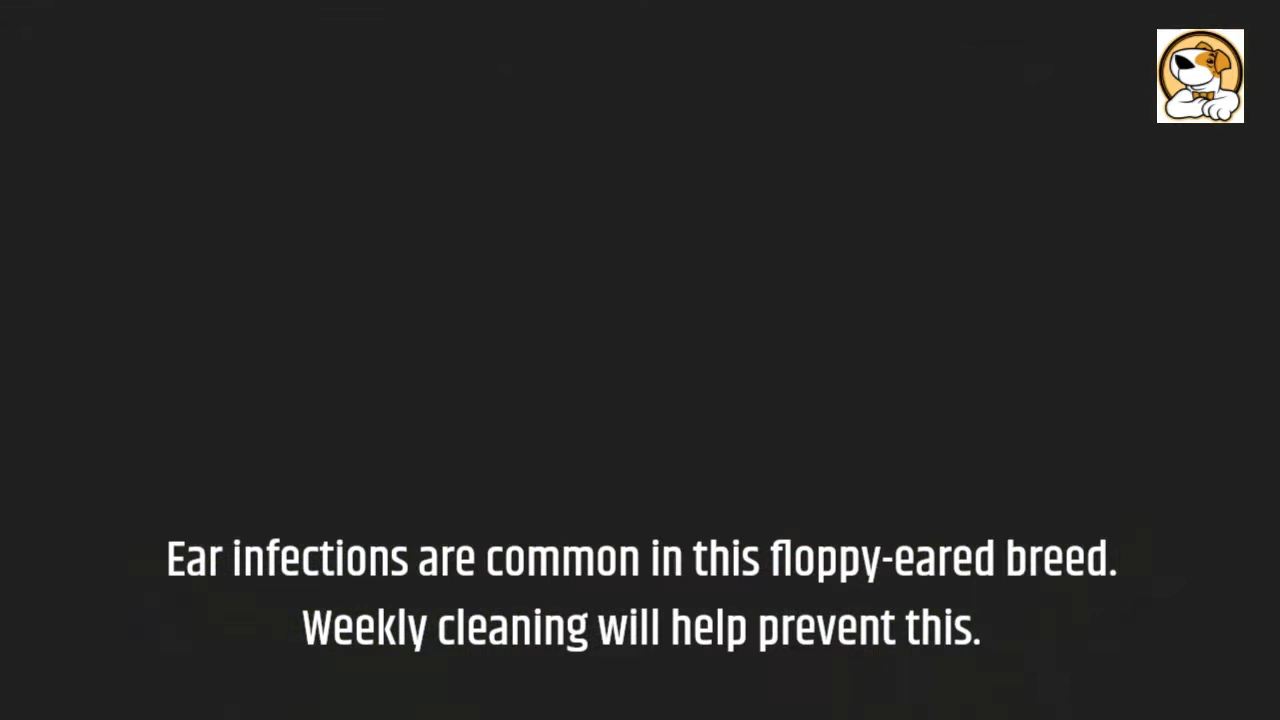 Ear infections are common in this floppy-eared breed.
Weekly cleaning will help prevent this.